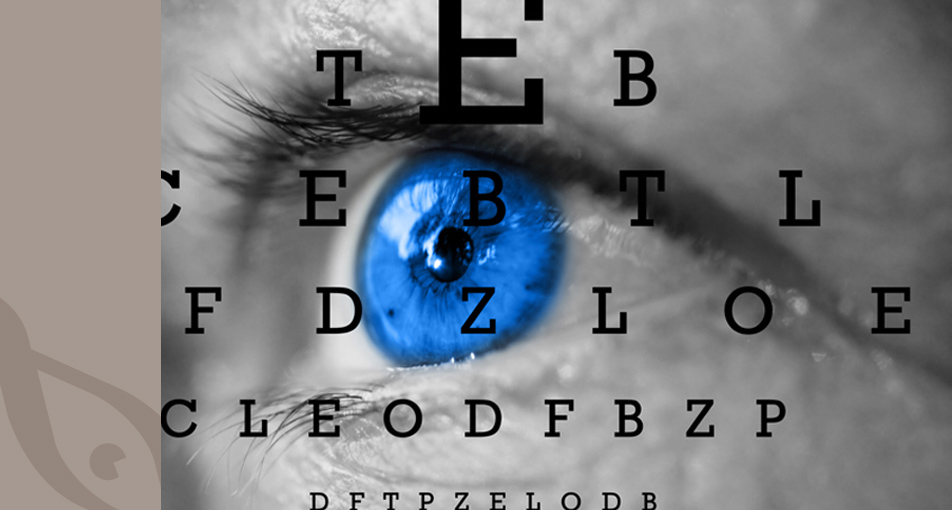 E
T B
C E B T L
F D Z L O E
C L E O D F B Z P
D F T P Z E L O D B